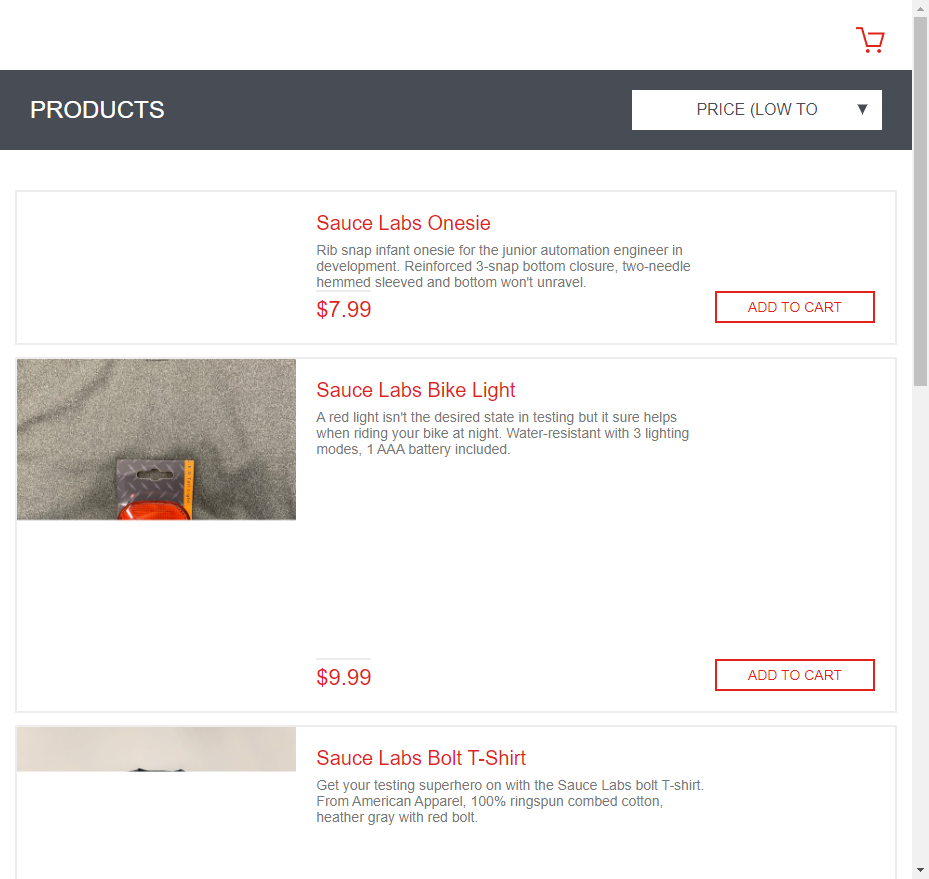 PRODUCTS
PRICE (LOW TO
Sauce Labs Onesie
Rib snap infant onesie for the junior automation engineer in
development. Reinforced 3-snap bottom closure, two-needle
hemmed sleeved and bottom won't unravel.
$7.99
ADD TO CART
Sauce Labs Bike Light
A red light isn't the desired state in testing but it sure helps
when riding your bike at night. Water-resistant with 3 lighting
modes, 1 AAA battery included.
$9.99
ADD TO CART
Sauce Labs Bolt T-Shirt
Get your testing superhero on with the Sauce Labs bolt T-shirt.
From American Apparel, 100% ringspun combed cotton,
heather gray with red bolt.